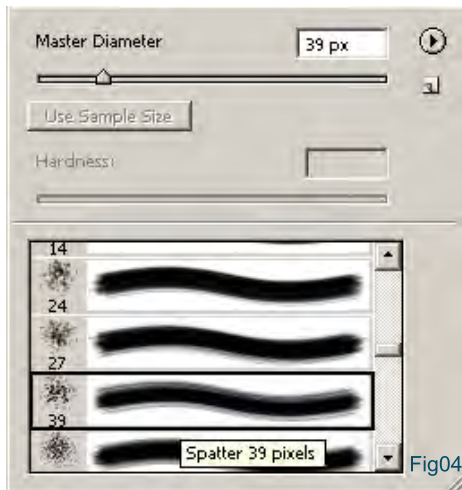 Master Diameter 39 px
Use Sample Size
Hardness:
14
24
27
39
Spatter 39 pixels
Fig04